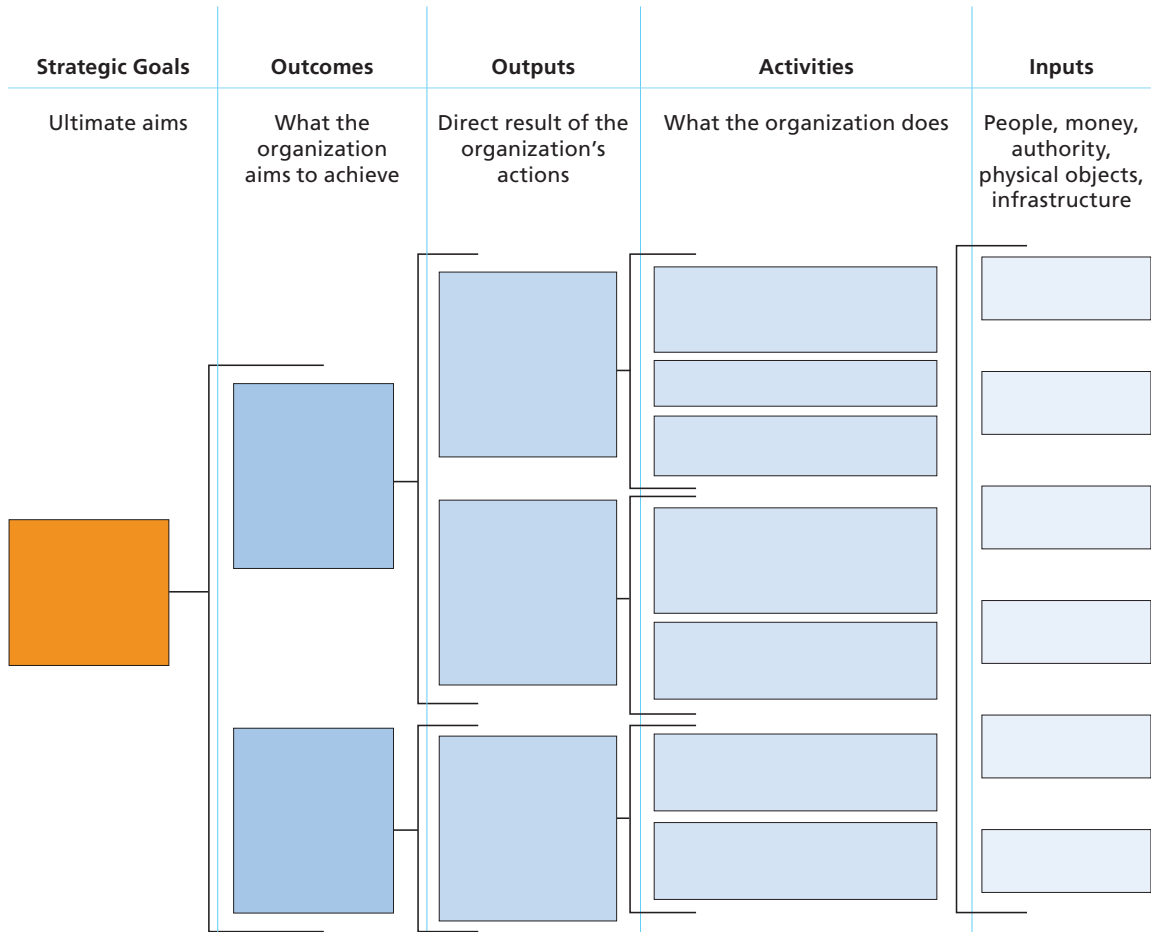 Strategic Goals
Outcomes
Outputs
Activities
Inputs
Ultimate aims
What the
organization
aims to achieve
Direct result of the
organization's
actions
What the organization does
People, money,
authority,
physical objects,
infrastructure